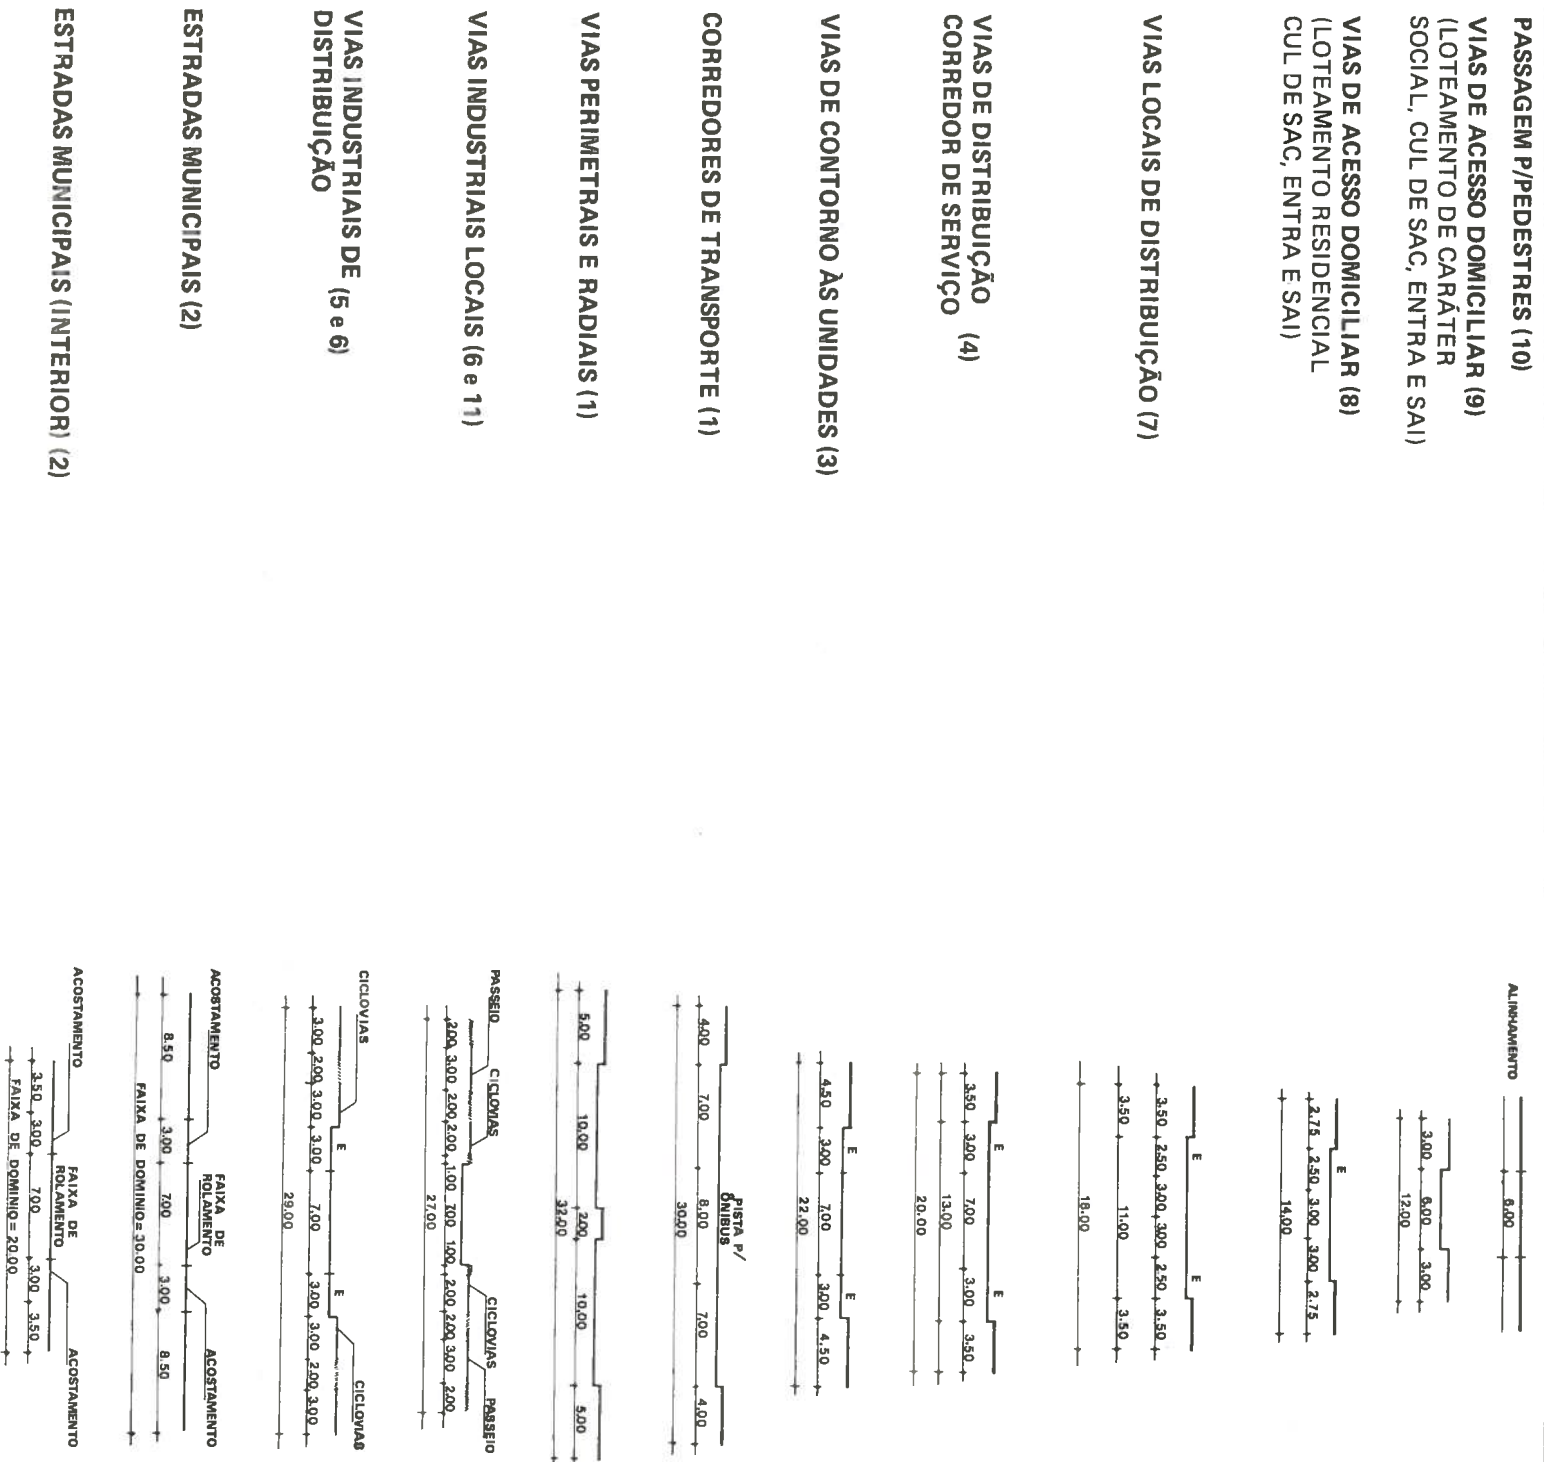 PASSAGEM P/PEDESTRES (10)
ALINHAMENTO
6.00
VIAS DE ACESSO DOMICILIAR (9)
(LOTEAMENTO DE CARÁTER
SOCIAL, CUL DE SAC, ENTRA E SAI)
3.00 6.00 3.00
12.00
VIAS DE ACESSO DOMICILIAR (8)
(LOTEAMENTO RESIDENCIAL
CUL DE SAC, ENTRA E SAI)
E
2.75 2.50 3.00 3.00 2.75
14.00
VIAS LOCAIS DE DISTRIBUIÇÃO (7)
E E
3.50 2.50 3.00 3.00 2.50 3.50
3.50 11.00 3.50
18.00
VIAS DE DISTRIBUIÇÃO
CORREDOR DE SERVIÇO (4)
E E
3.50 3.00 7.00 3.00 3.50
13.00
20.00
VIAS DE CONTORNO ÀS UNIDADES (3)
E E
4.50 3.00 7.00 3.00 4.50
22.00
CORREDORES DE TRANSPORTE (1)
PISTA P/
ÔNIBUS
4.00 7.00 8.00 7.00 4.00
30.00
VIAS PERIMETRAIS E RADIAIS (1)
5.00 10.00 2.00 10.00 5.00
32.00
VIAS INDUSTRIAIS LOCAIS (6 e 11)
PASSEIO CICLOVIAS CICLOVIAS PASSEIO
2.00 3.00 2.00 2.00 1.00 7.00 1.00 2.00 2.00 3.00 2.00
27.00
VIAS INDUSTRIAIS DE
DISTRIBUIÇÃO (5 e 6)
CICLOVIAS E E CICLOVIAS
3.00 2.00 3.00 3.00 7.00 3.00 3.00 2.00 3.00
29.00
ESTRADAS MUNICIPAIS (2)
ACOSTAMENTO FAIXA DE ACOSTAMENTO
ROLAMENTO
8.50 3.00 7.00 3.00 8.50
FAIXA DE DOMINIO = 30.00
ESTRADAS MUNICIPAIS (INTERIOR) (2)
ACOSTAMENTO FAIXA DE ACOSTAMENTO
ROLAMENTO
3.50 3.00 7.00 3.00 3.50
FAIXA DE DOMINIO = 20.00